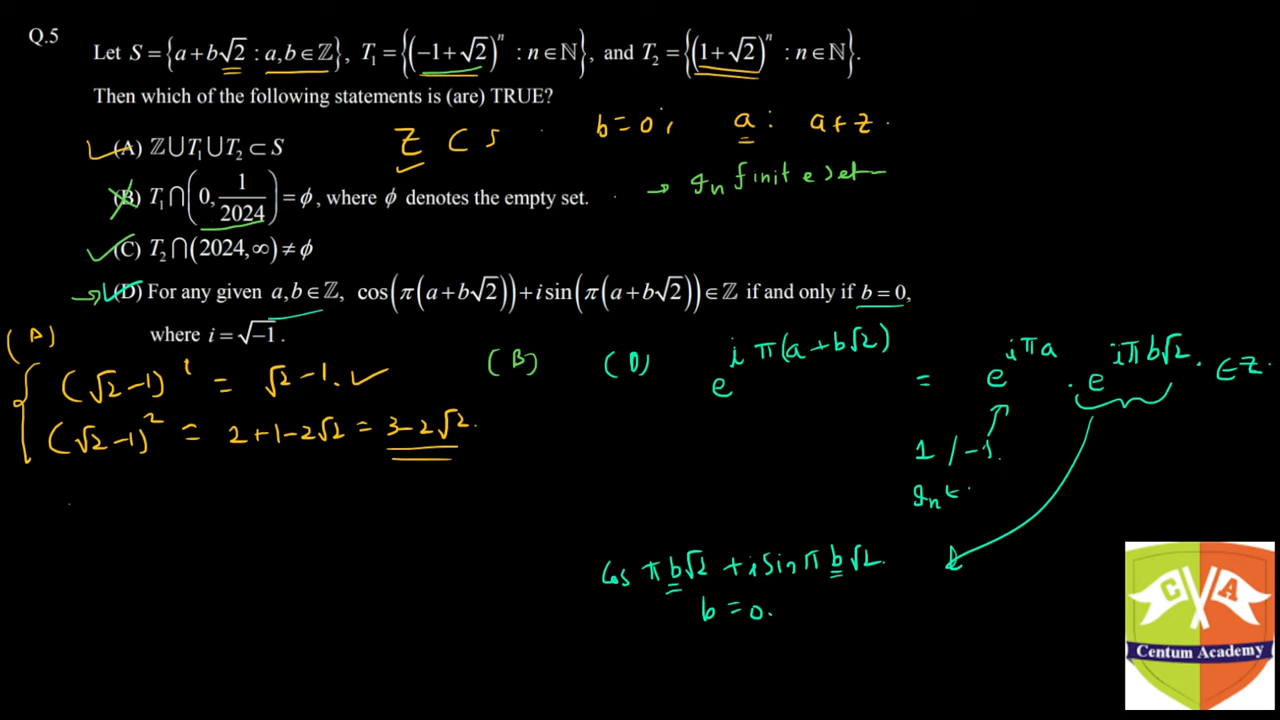 Q.5
Let S = {a+b√2 : a,b∈ℤ}, T₁ = {(−1+√2)ⁿ : n∈ℕ}, and T₂ = {(1+√2)ⁿ : n∈ℕ}.
Then which of the following statements is (are) TRUE?
b = 0; a : a∈Z.
(A) ℤ⋃T₁⋃T₂ ⊂ S
Z ⊂ S
(B) T₁⋂(0, 1/2024) = ϕ, where ϕ denotes the empty set.
→ Infinite set
(C) T₂⋂(2024,∞) ≠ ϕ
(D) For any given a,b∈ℤ, cos(π(a+b√2))+i sin(π(a+b√2))∈ℤ if and only if b=0,
where i = √−1.
(A)
(√2−1)¹ = √2−1.
(√2−1)² = 2+1−2√2 = 3−2√2.
(B)
(D) e^{iπ(a+b√2)} = e^{iπa} · e^{iπb√2} · ∈Z.
1 / −1.
Int.
Cos πb√2 + i Sin πb√2.
b = 0.
C A
Centum Academy